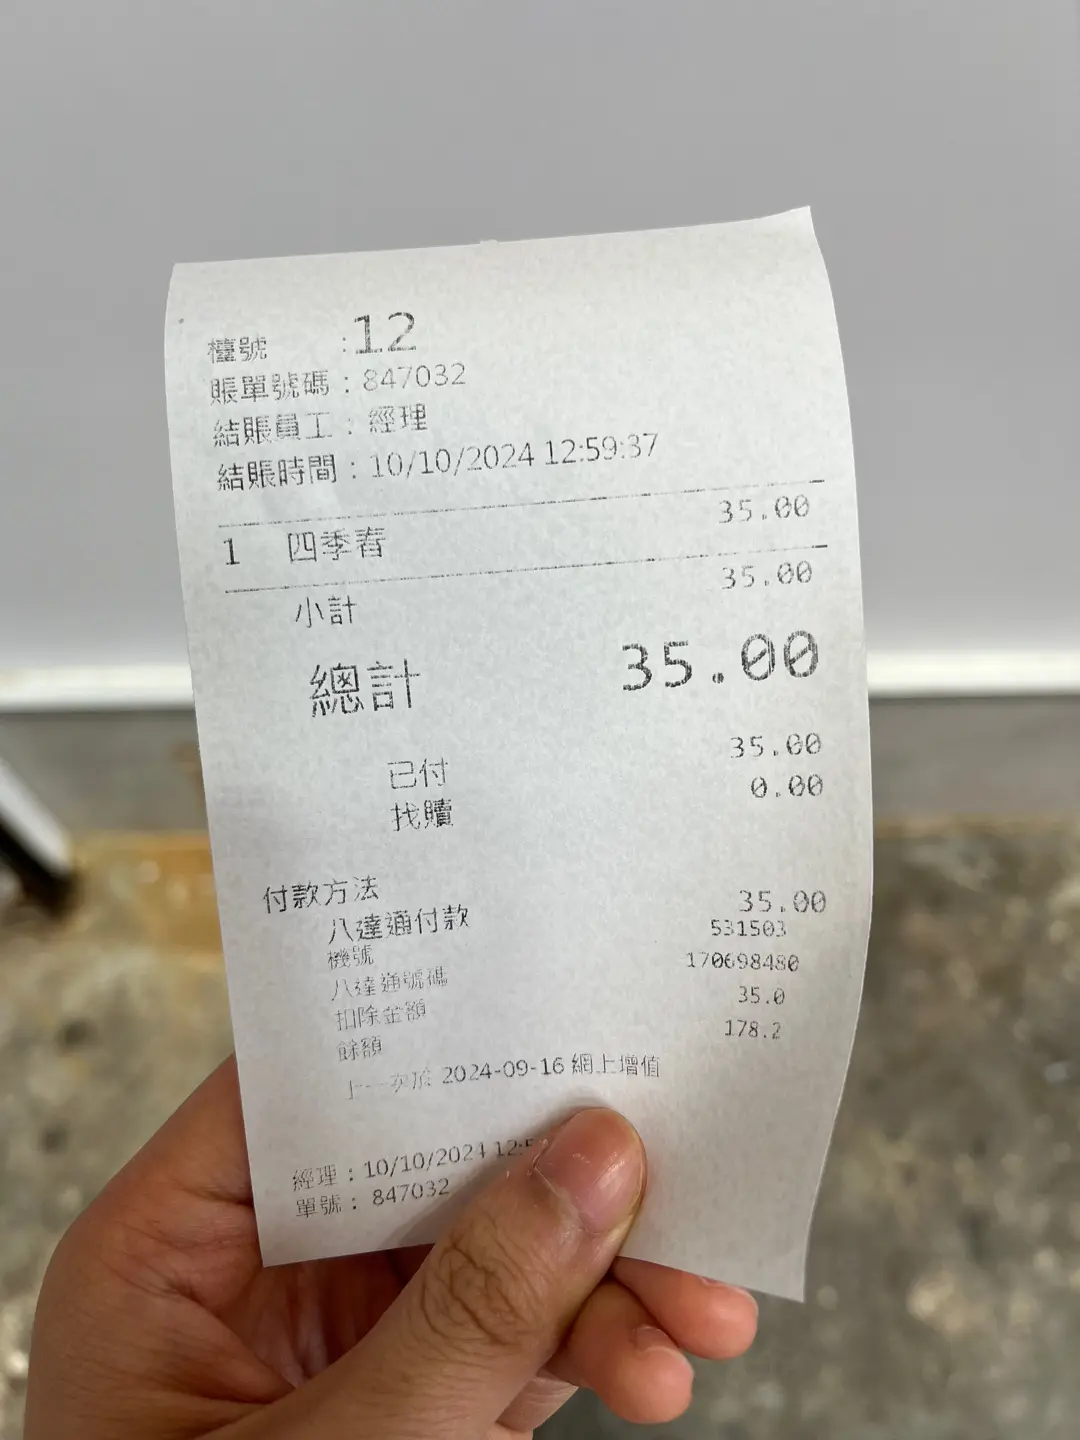 檯號 :12
賬單號碼：847032
結賬員工：經理
結賬時間：10/10/2024 12:59:37
1 四季春 35.00
小計 35.00
總計 35.00
已付 35.00
找贖 0.00
付款方法
八達通付款 35.00
機號 531503
八達通號碼 170698480
扣除金額 35.0
餘額 178.2
上一次於 2024-09-16 網上增值
經理：10/10/2024 12:5
單號：847032